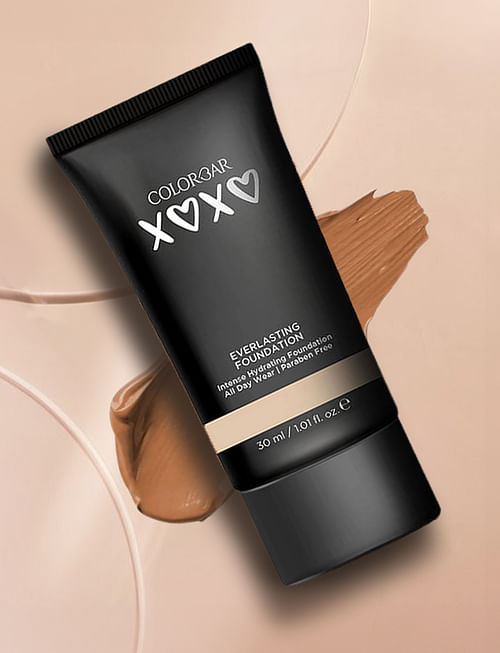 COLORBAR
XOXO
EVERLASTING
FOUNDATION
Intense Hydrating Foundation
All Day Wear | Paraben Free
30 ml / 1.01 fl. oz. ℮